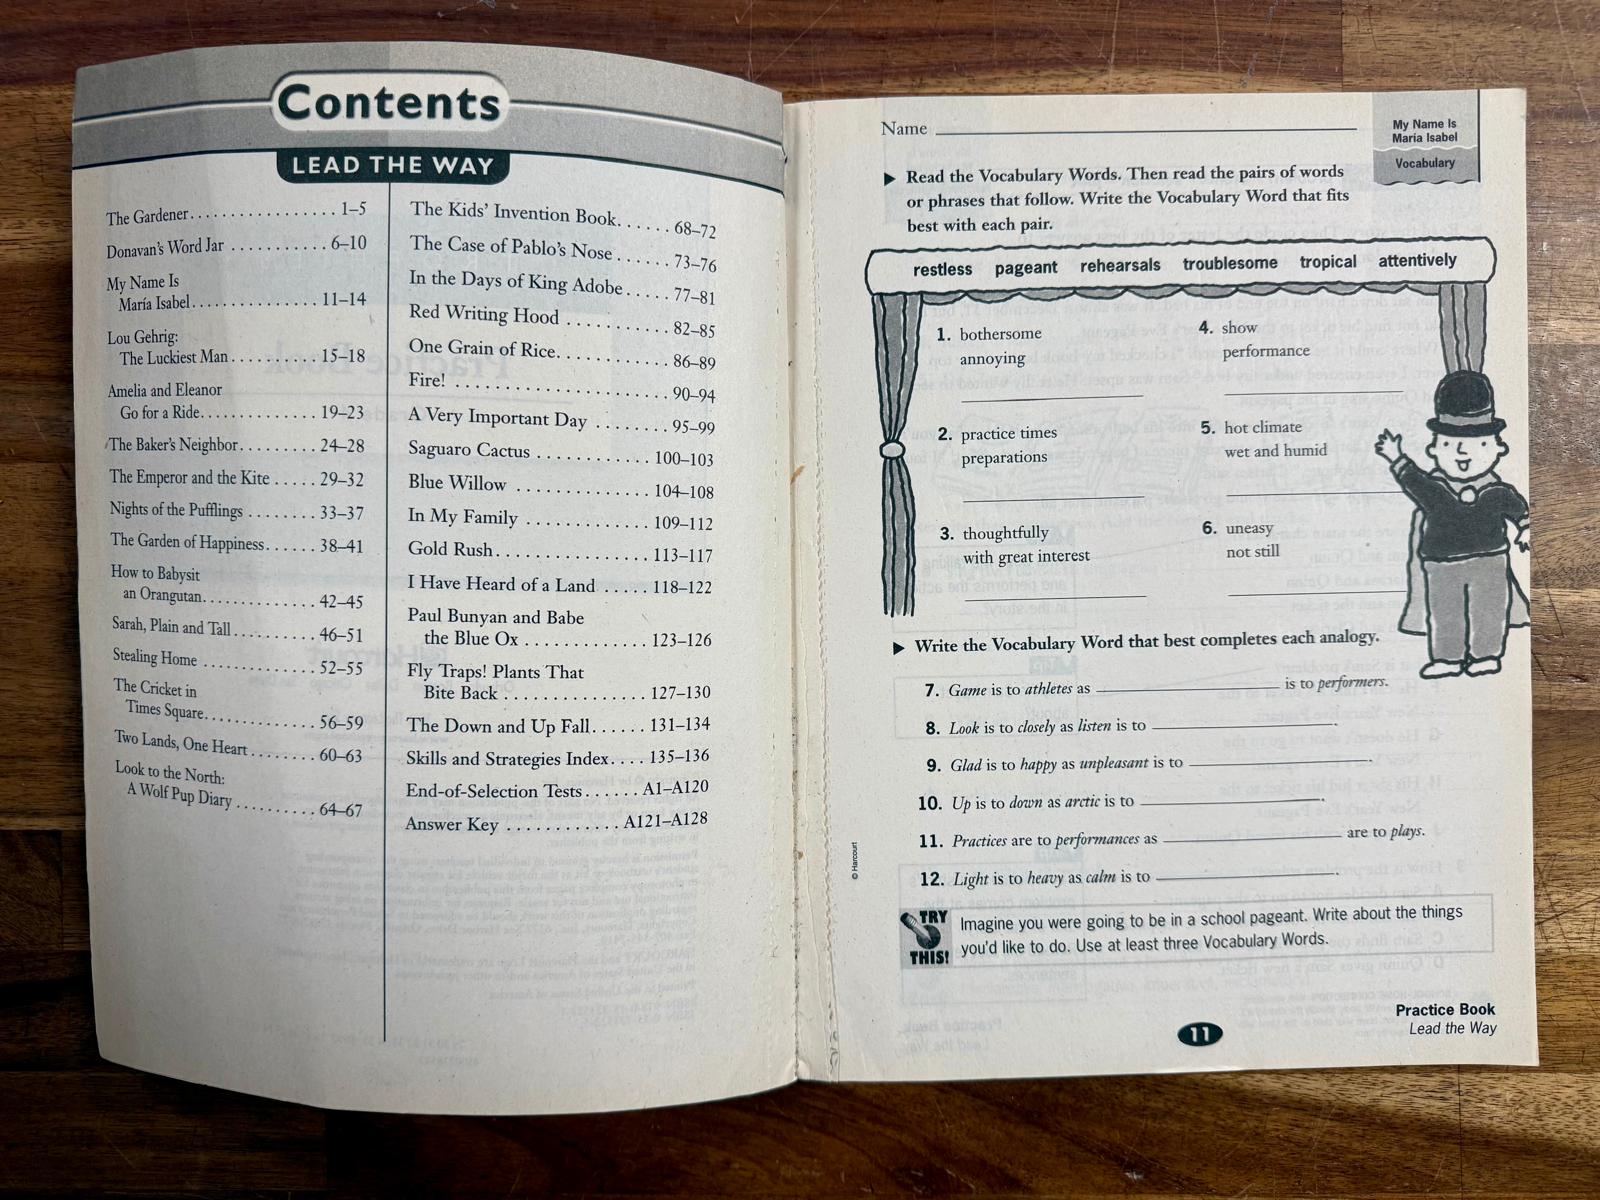 Contents
LEAD THE WAY
The Gardener................ 1–5
Donavan's Word Jar .......... 6–10
My Name Is
María Isabel............. 11–14
Lou Gehrig:
The Luckiest Man........... 15–18
Amelia and Eleanor
Go for a Ride............... 19–23
The Baker's Neighbor......... 24–28
The Emperor and the Kite ..... 29–32
Nights of the Pufflings ........ 33–37
The Garden of Happiness...... 38–41
How to Babysit
an Orangutan.............. 42–45
Sarah, Plain and Tall .......... 46–51
Stealing Home .............. 52–55
The Cricket in
Times Square.............. 56–59
Two Lands, One Heart ........ 60–63
Look to the North:
A Wolf Pup Diary .......... 64–67
The Kids' Invention Book....... 68–72
The Case of Pablo's Nose ....... 73–76
In the Days of King Adobe..... 77–81
Red Writing Hood ........... 82–85
One Grain of Rice............ 86–89
Fire! ...................... 90–94
A Very Important Day ........ 95–99
Saguaro Cactus ............ 100–103
Blue Willow .............. 104–108
In My Family ............. 109–112
Gold Rush................ 113–117
I Have Heard of a Land ..... 118–122
Paul Bunyan and Babe
the Blue Ox ............. 123–126
Fly Traps! Plants That
Bite Back ............... 127–130
The Down and Up Fall...... 131–134
Skills and Strategies Index.... 135–136
End-of-Selection Tests...... A1–A120
Answer Key ............ A121–A128
Name
My Name Is
María Isabel
Vocabulary
Read the Vocabulary Words. Then read the pairs of words
or phrases that follow. Write the Vocabulary Word that fits
best with each pair.
restless pageant rehearsals troublesome tropical attentively
1. bothersome
annoying
2. practice times
preparations
3. thoughtfully
with great interest
4. show
performance
5. hot climate
wet and humid
6. uneasy
not still
Write the Vocabulary Word that best completes each analogy.
7. Game is to athletes as ____ is to performers.
8. Look is to closely as listen is to ____.
9. Glad is to happy as unpleasant is to ____.
10. Up is to down as arctic is to ____.
11. Practices are to performances as ____ are to plays.
12. Light is to heavy as calm is to ____.
© Harcourt
TRY
THIS!
Imagine you were going to be in a school pageant. Write about the things
you'd like to do. Use at least three Vocabulary Words.
11
Practice Book
Lead the Way